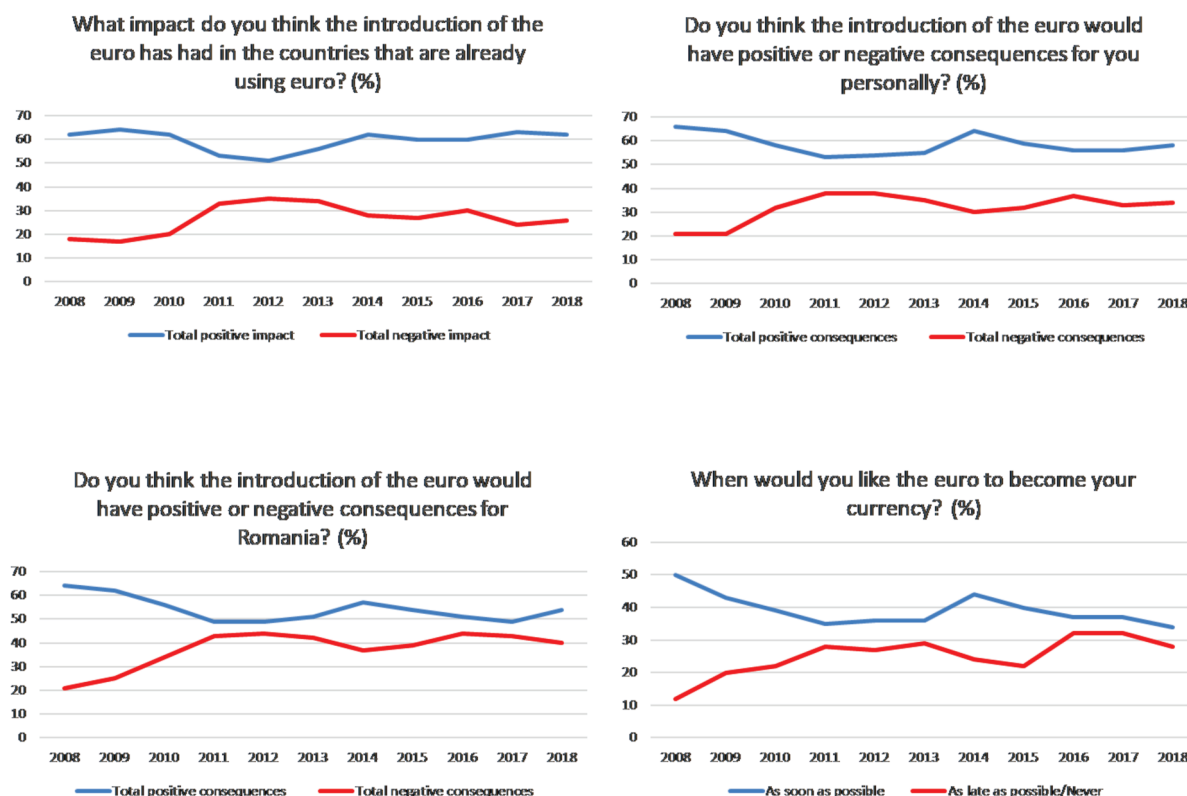 What impact do you think the introduction of the
euro has had in the countries that are already
using euro? (%)
70
60
50
40
30
20
10
0
2008 2009 2010 2011 2012 2013 2014 2015 2016 2017 2018
Total positive impact Total negative impact
Do you think the introduction of the euro would
have positive or negative consequences for you
personally? (%)
70
60
50
40
30
20
10
0
2008 2009 2010 2011 2012 2013 2014 2015 2016 2017 2018
Total positive consequences Total negative consequences
Do you think the introduction of the euro would
have positive or negative consequences for
Romania? (%)
70
60
50
40
30
20
10
0
2008 2009 2010 2011 2012 2013 2014 2015 2016 2017 2018
Total positive consequences Total negative consequences
When would you like the euro to become your
currency? (%)
60
50
40
30
20
10
0
2008 2009 2010 2011 2012 2013 2014 2015 2016 2017 2018
As soon as possible As late as possible/Never